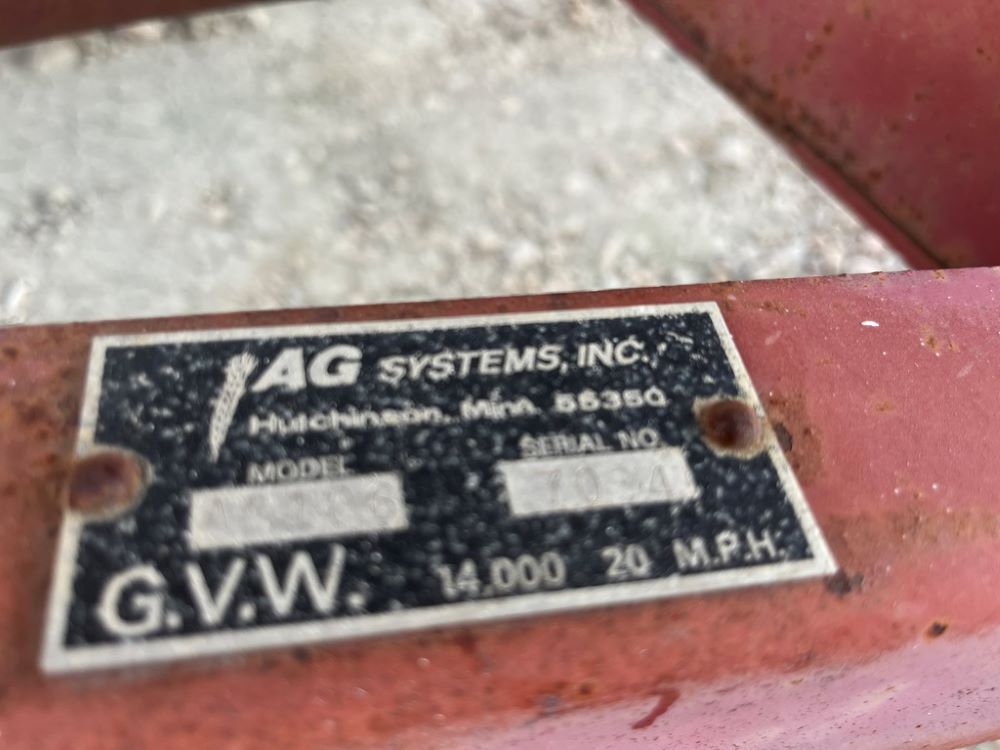 AG SYSTEMS, INC.
Hutchinson, Minn. 55350
MODEL SERIAL NO.
G.V.W. 14,000 20 M.P.H.